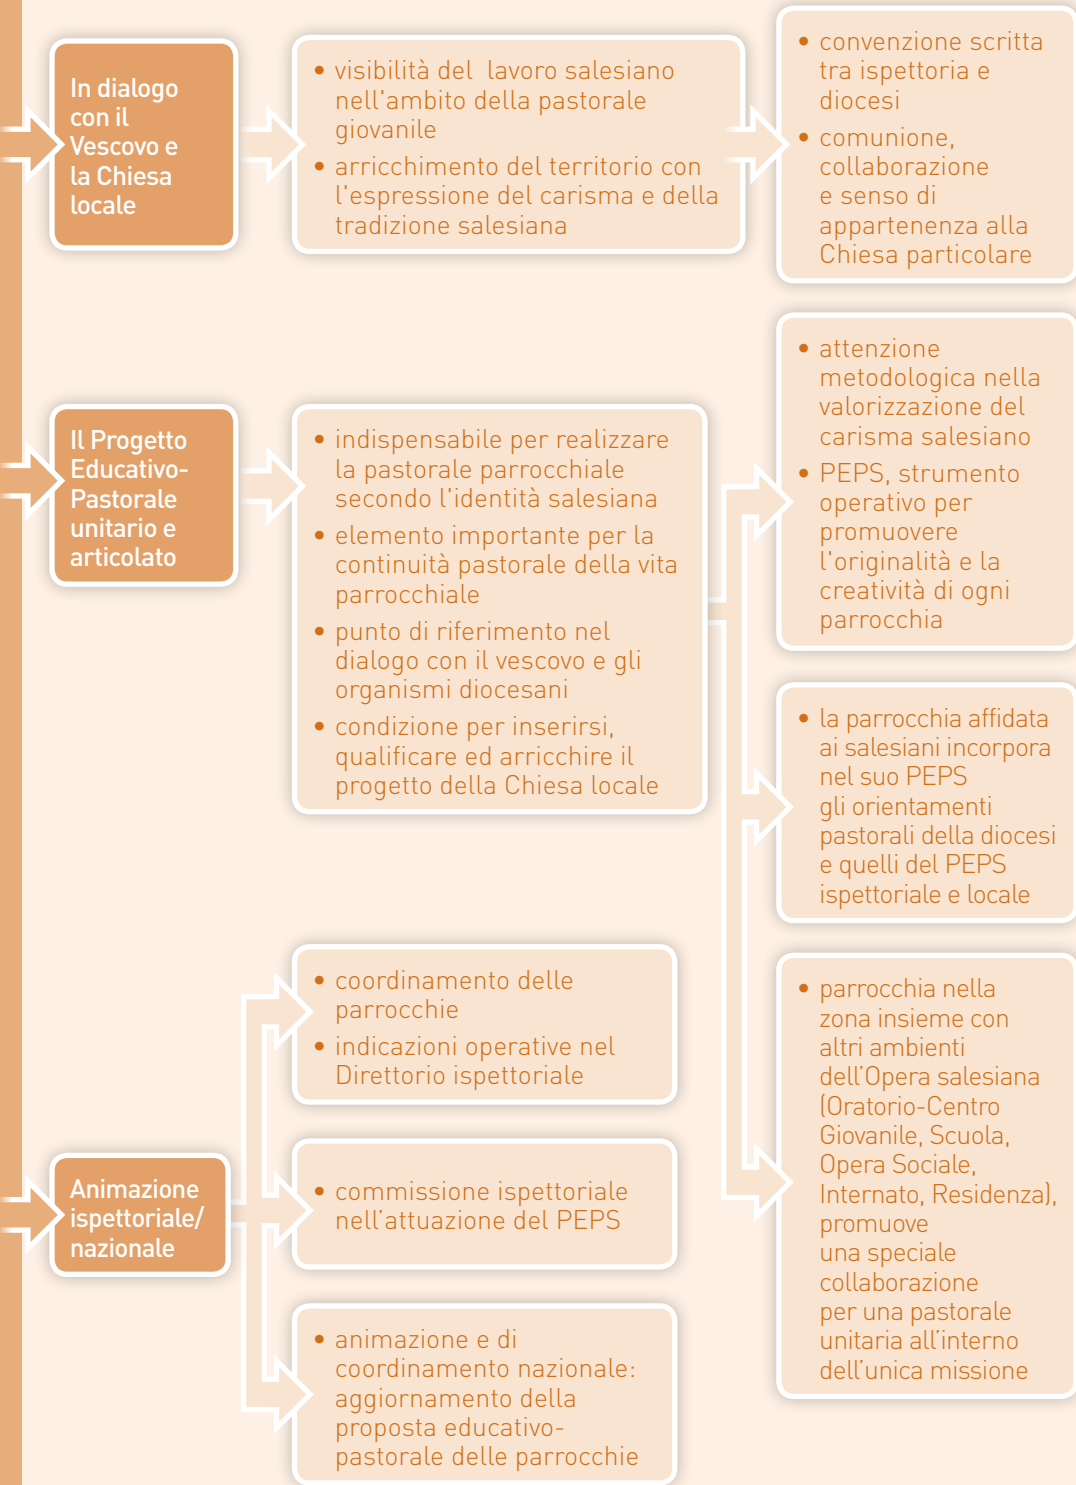 In dialogo
con il
Vescovo e
la Chiesa
locale
• visibilità del lavoro salesiano
nell'ambito della pastorale
giovanile
• arricchimento del territorio con
l'espressione del carisma e della
tradizione salesiana
• convenzione scritta
tra ispettoria e
diocesi
• comunione,
collaborazione
e senso di
appartenenza alla
Chiesa particolare
Il Progetto
Educativo-
Pastorale
unitario e
articolato
• indispensabile per realizzare
la pastorale parrocchiale
secondo l'identità salesiana
• elemento importante per la
continuità pastorale della vita
parrocchiale
• punto di riferimento nel
dialogo con il vescovo e gli
organismi diocesani
• condizione per inserirsi,
qualificare ed arricchire il
progetto della Chiesa locale
• attenzione
metodologica nella
valorizzazione del
carisma salesiano
• PEPS, strumento
operativo per
promuovere
l'originalità e la
creatività di ogni
parrocchia
• la parrocchia affidata
ai salesiani incorpora
nel suo PEPS
gli orientamenti
pastorali della diocesi
e quelli del PEPS
ispettoriale e locale
• parrocchia nella
zona insieme con
altri ambienti
dell’Opera salesiana
(Oratorio-Centro
Giovanile, Scuola,
Opera Sociale,
Internato, Residenza),
promuove
una speciale
collaborazione
per una pastorale
unitaria all’interno
dell’unica missione
Animazione
ispettoriale/
nazionale
• coordinamento delle
parrocchie
• indicazioni operative nel
Direttorio ispettoriale
• commissione ispettoriale
nell’attuazione del PEPS
• animazione e di
coordinamento nazionale:
aggiornamento della
proposta educativo-
pastorale delle parrocchie